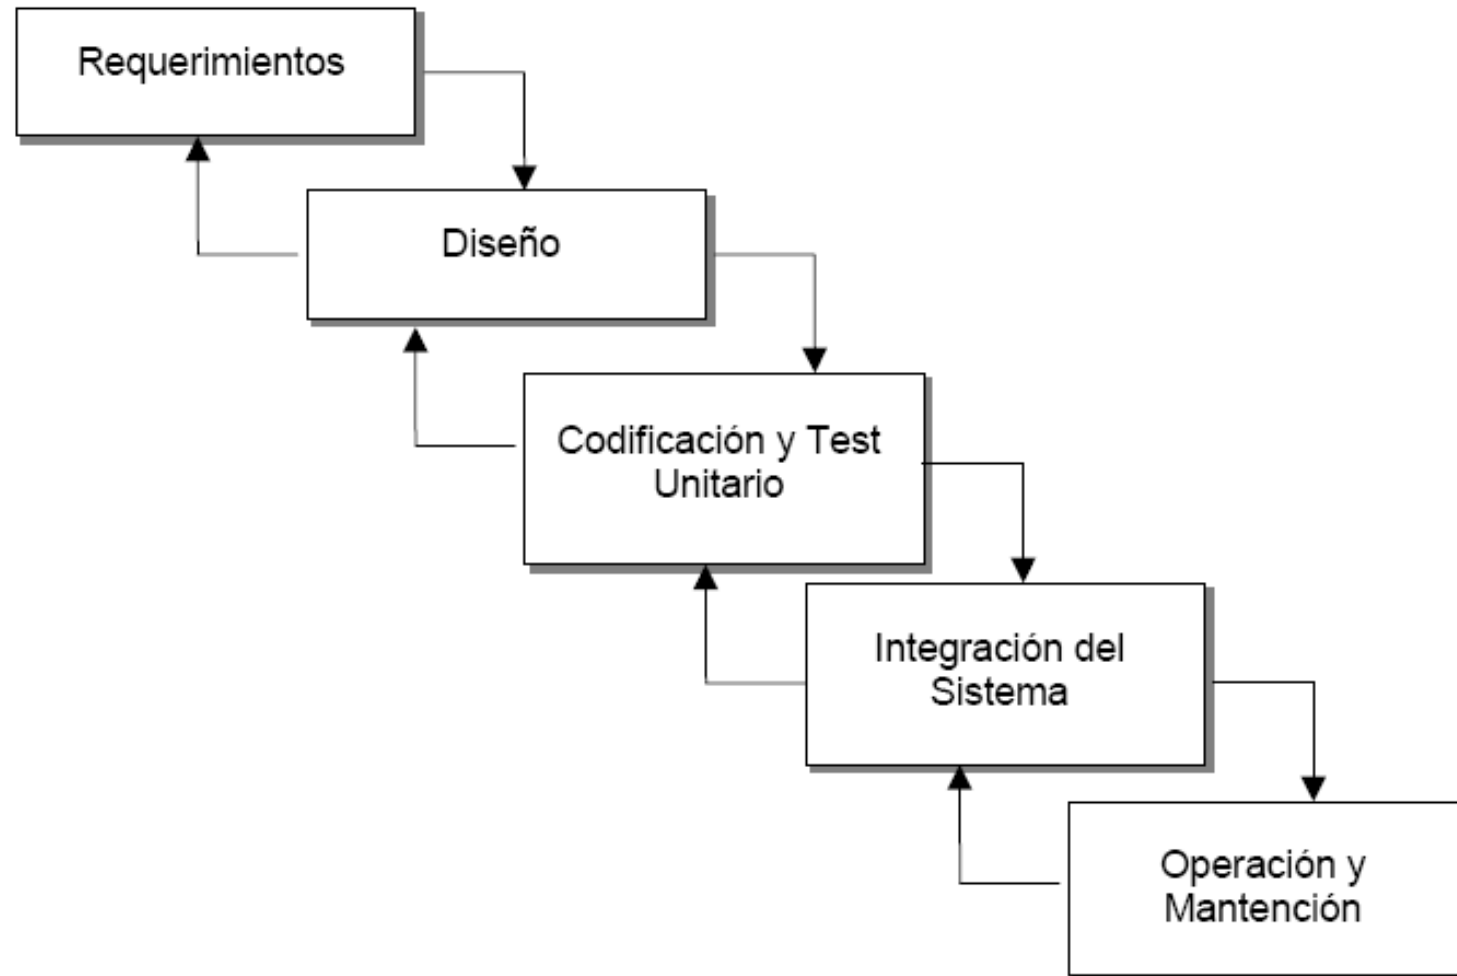 Requerimientos
Diseño
Codificación y Test
Unitario
Integración del
Sistema
Operación y
Mantención